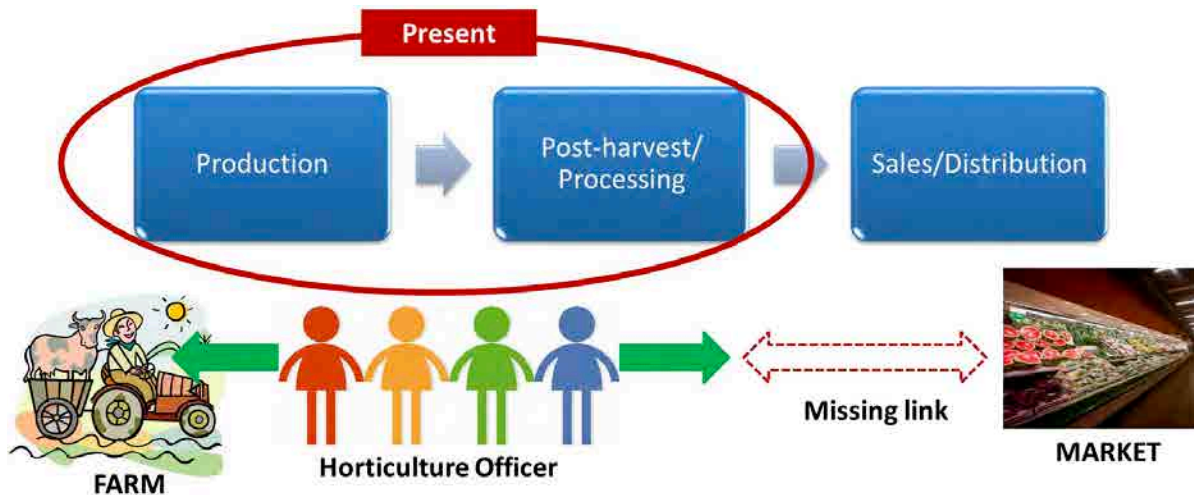 Present
Production
Post-harvest/
Processing
Sales/Distribution
Missing link
Horticulture Officer
MARKET
FARM